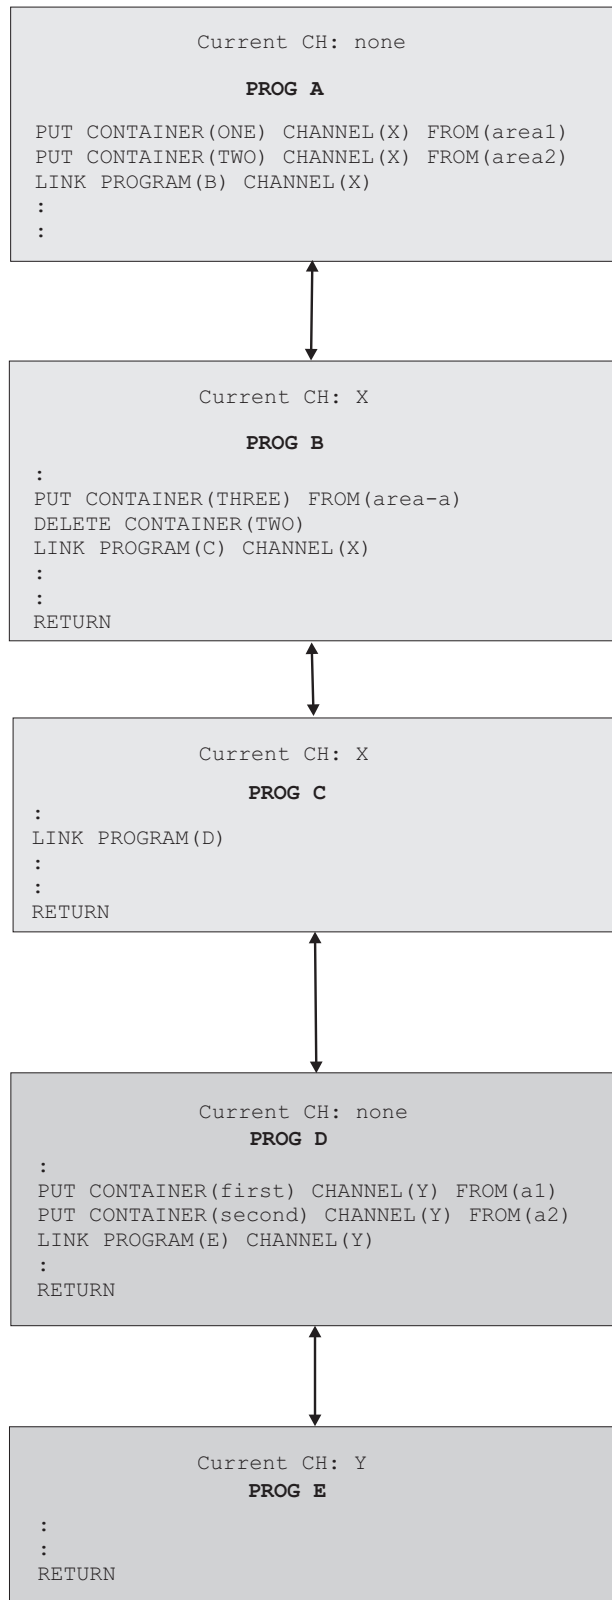 Current CH: none
PROG A
PUT CONTAINER(ONE) CHANNEL(X) FROM(area1)
PUT CONTAINER(TWO) CHANNEL(X) FROM(area2)
LINK PROGRAM(B) CHANNEL(X)
:
:
Current CH: X
PROG B
:
PUT CONTAINER(THREE) FROM(area-a)
DELETE CONTAINER(TWO)
LINK PROGRAM(C) CHANNEL(X)
:
:
RETURN
Current CH: X
PROG C
:
LINK PROGRAM(D)
:
:
RETURN
Current CH: none
PROG D
:
PUT CONTAINER(first) CHANNEL(Y) FROM(a1)
PUT CONTAINER(second) CHANNEL(Y) FROM(a2)
LINK PROGRAM(E) CHANNEL(Y)
:
RETURN
Current CH: Y
PROG E
:
:
RETURN